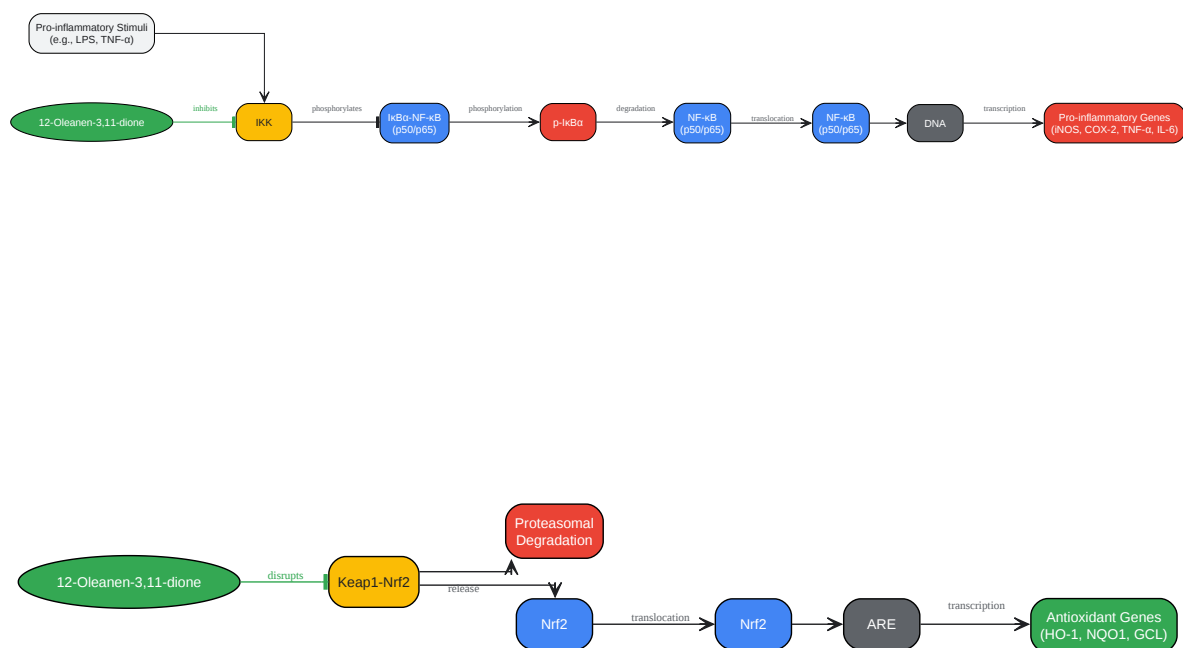 Pro-inflammatory Stimuli
(e.g., LPS, TNF-α)
12-Oleanen-3,11-dione
inhibits
IKK
phosphorylates
IκBα-NF-κB
(p50/p65)
phosphorylation
p-IκBα
degradation
NF-κB
(p50/p65)
translocation
NF-κB
(p50/p65)
DNA
transcription
Pro-inflammatory Genes
(iNOS, COX-2, TNF-α, IL-6)
12-Oleanen-3,11-dione
disrupts
Keap1-Nrf2
Proteasomal
Degradation
release
Nrf2
translocation
Nrf2
ARE
transcription
Antioxidant Genes
(HO-1, NQO1, GCL)